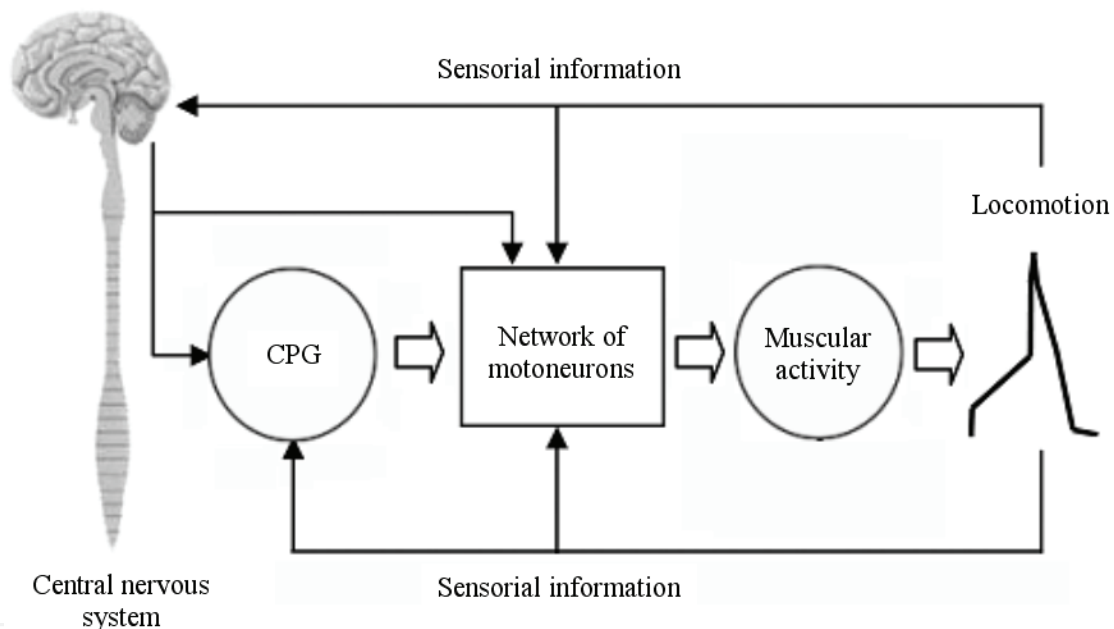 Sensorial information
Locomotion
CPG
Network of
motoneurons
Muscular
activity
Sensorial information
Central nervous
system